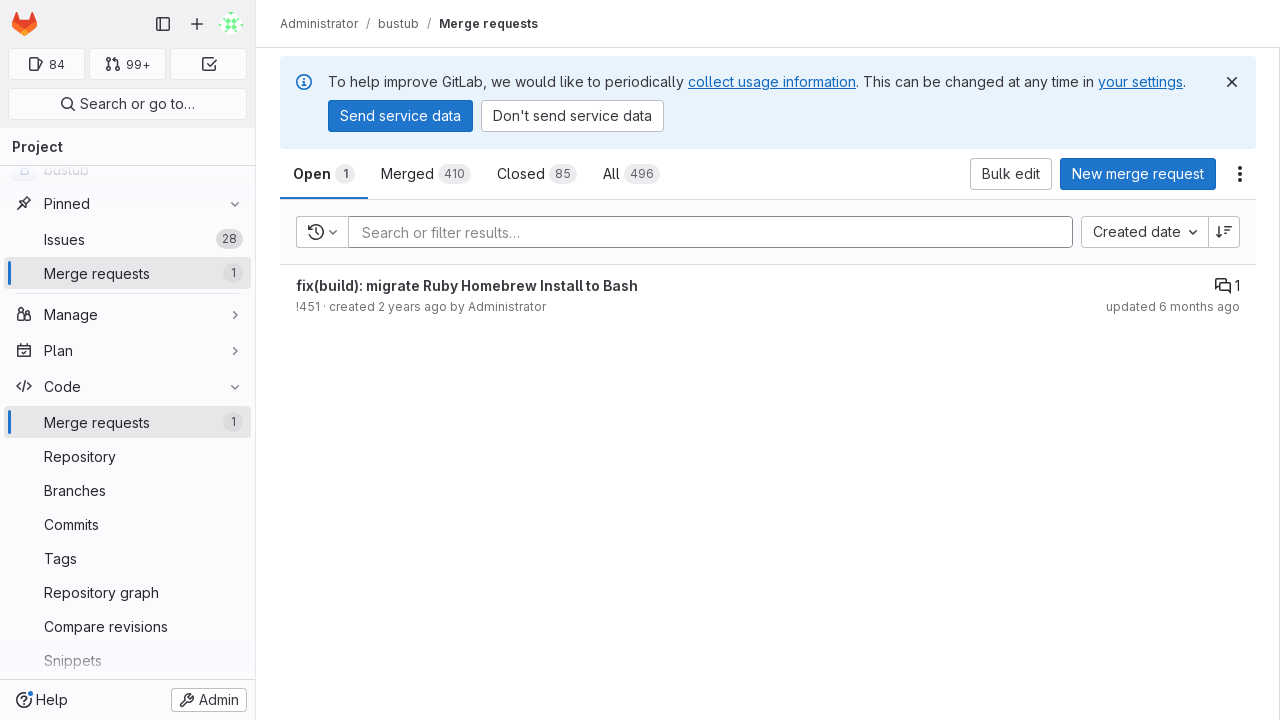 Administrator / bustub / Merge requests
84
99+
Search or go to…
Project
B bustub
Pinned
Issues 28
Merge requests 1
Manage
Plan
Code
Merge requests 1
Repository
Branches
Commits
Tags
Repository graph
Compare revisions
Snippets
Help
Admin
To help improve GitLab, we would like to periodically collect usage information. This can be changed at any time in your settings.
Send service data
Don't send service data
Open 1
Merged 410
Closed 85
All 496
Bulk edit
New merge request
Search or filter results…
Created date
fix(build): migrate Ruby Homebrew Install to Bash
1
!451 · created 2 years ago by Administrator
updated 6 months ago